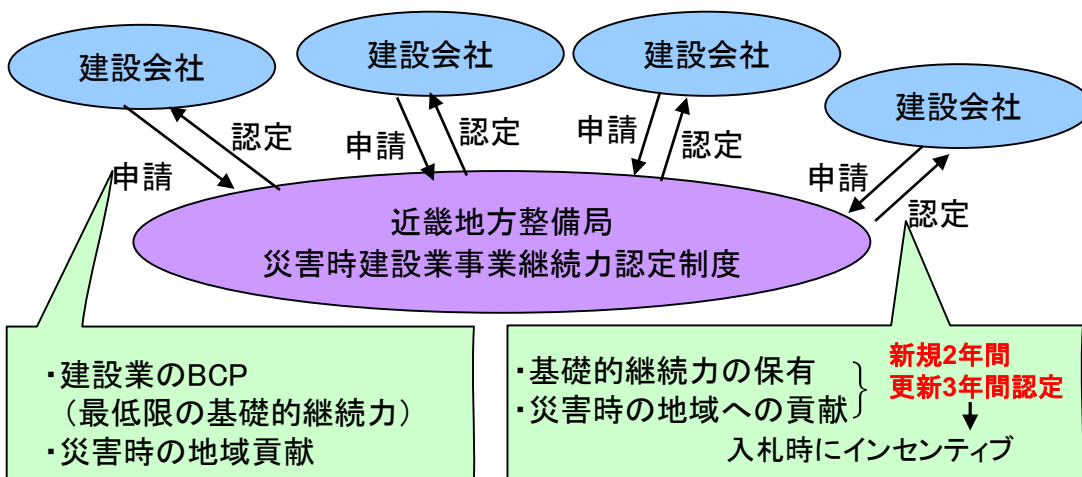 建設会社
建設会社
建設会社
建設会社
申請
認定
申請
認定
申請
認定
申請
認定
近畿地方整備局
災害時建設業事業継続力認定制度
・建設業のBCP
（最低限の基礎的継続力）
・災害時の地域貢献
・基礎的継続力の保有
・災害時の地域への貢献
新規2年間
更新3年間認定
入札時にインセンティブ